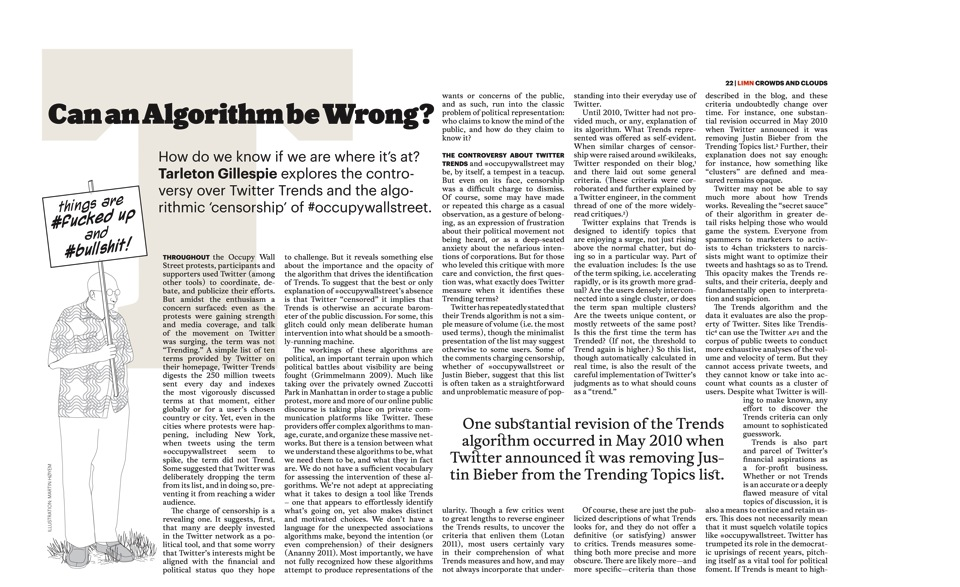 22 | LIMN CROWDS AND CLOUDS
Can an Algorithm be Wrong?
How do we know if we are where it's at?
Tarleton Gillespie explores the contro-
versy over Twitter Trends and the algo-
rithmic 'censorship' of #occupywallstreet.
things are
#fucked up
and
#bullshit!
ILLUSTRATION: MARTIN HØYEM
THROUGHOUT the Occupy Wall
Street protests, participants and
supporters used Twitter (among
other tools) to coordinate, de-
bate, and publicize their efforts.
But amidst the enthusiasm a
concern surfaced: even as the
protests were gaining strength
and media coverage, and talk
of the movement on Twitter
was surging, the term was not
"Trending." A simple list of ten
terms provided by Twitter on
their homepage, Twitter Trends
digests the 250 million tweets
sent every day and indexes
the most vigorously discussed
terms at that moment, either
globally or for a user's chosen
country or city. Yet, even in the
cities where protests were hap-
pening, including New York,
when tweets using the term
#occupywallstreet seem to
spike, the term did not Trend.
Some suggested that Twitter was
deliberately dropping the term
from its list, and in doing so, pre-
venting it from reaching a wider
audience.
The charge of censorship is a
revealing one. It suggests, first,
that many are deeply invested
in the Twitter network as a po-
litical tool, and that some worry
that Twitter's interests might be
aligned with the financial and
political status quo they hope
to challenge. But it reveals something else
about the importance and the opacity of
the algorithm that drives the identification
of Trends. To suggest that the best or only
explanation of #occupywallstreet's absence
is that Twitter "censored" it implies that
Trends is otherwise an accurate barom-
eter of the public discussion. For some, this
glitch could only mean deliberate human
intervention into what should be a smooth-
ly-running machine.
The workings of these algorithms are
political, an important terrain upon which
political battles about visibility are being
fought (Grimmelmann 2009). Much like
taking over the privately owned Zuccotti
Park in Manhattan in order to stage a public
protest, more and more of our online public
discourse is taking place on private com-
munication platforms like Twitter. These
providers offer complex algorithms to man-
age, curate, and organize these massive net-
works. But there is a tension between what
we understand these algorithms to be, what
we need them to be, and what they in fact
are. We do not have a sufficient vocabulary
for assessing the intervention of these al-
gorithms. We're not adept at appreciating
what it takes to design a tool like Trends
– one that appears to effortlessly identify
what's going on, yet also makes distinct
and motivated choices. We don't have a
language for the unexpected associations
algorithms make, beyond the intention (or
even comprehension) of their designers
(Ananny 2011). Most importantly, we have
not fully recognized how these algorithms
attempt to produce representations of the
wants or concerns of the public,
and as such, run into the classic
problem of political representation:
who claims to know the mind of the
public, and how do they claim to
know it?
THE CONTROVERSY ABOUT TWITTER
TRENDS and #occupywallstreet may
be, by itself, a tempest in a teacup.
But even on its face, censorship
was a difficult charge to dismiss.
Of course, some may have made
or repeated this charge as a casual
observation, as a gesture of belong-
ing, as an expression of frustration
about their political movement not
being heard, or as a deep-seated
anxiety about the nefarious inten-
tions of corporations. But for those
who leveled this critique with more
care and conviction, the first ques-
tion was, what exactly does Twitter
measure when it identifies these
Trending terms?
Twitter has repeatedly stated that
their Trends algorithm is not a sim-
ple measure of volume (i.e. the most
used terms), though the minimalist
presentation of the list may suggest
otherwise to some users. Some of
the comments charging censorship,
whether of #occupywallstreet or
Justin Bieber, suggest that this list
is often taken as a straightforward
and unproblematic measure of pop-
One substantial revision of the Trends
algorithm occurred in May 2010 when
Twitter announced it was removing Jus-
tin Bieber from the Trending Topics list.
ularity. Though a few critics went
to great lengths to reverse engineer
the Trends results, to uncover the
criteria that enliven them (Lotan
2011), most users certainly vary
in their comprehension of what
Trends measures and how, and may
not always incorporate that under-
standing into their everyday use of
Twitter.
Until 2010, Twitter had not pro-
vided much, or any, explanation of
its algorithm. What Trends repre-
sented was offered as self-evident.
When similar charges of censor-
ship were raised around #wikileaks,
Twitter responded on their blog,¹
and there laid out some general
criteria. (These criteria were cor-
roborated and further explained by
a Twitter engineer, in the comment
thread of one of the more widely-
read critiques.²)
Twitter explains that Trends is
designed to identify topics that
are enjoying a surge, not just rising
above the normal chatter, but do-
ing so in a particular way. Part of
the evaluation includes: Is the use
of the term spiking, i.e. accelerating
rapidly, or is its growth more grad-
ual? Are the users densely intercon-
nected into a single cluster, or does
the term span multiple clusters?
Are the tweets unique content, or
mostly retweets of the same post?
Is this the first time the term has
Trended? (If not, the threshold to
Trend again is higher.) So this list,
though automatically calculated in
real time, is also the result of the
careful implementation of Twitter's
judgments as to what should count
as a "trend."
Of course, these are just the pub-
licized descriptions of what Trends
looks for, and they do not offer a
definitive (or satisfying) answer
to critics. Trends measures some-
thing both more precise and more
obscure. There are likely more—and
more specific—criteria than those
described in the blog, and these
criteria undoubtedly change over
time. For instance, one substan-
tial revision occurred in May 2010
when Twitter announced it was
removing Justin Bieber from the
Trending Topics list.³ Further, their
explanation does not say enough:
for instance, how something like
"clusters" are defined and mea-
sured remains opaque.
Twitter may not be able to say
much more about how Trends
works. Revealing the "secret sauce"
of their algorithm in greater de-
tail risks helping those who would
game the system. Everyone from
spammers to marketers to activ-
ists to 4chan tricksters to narcis-
sists might want to optimize their
tweets and hashtags so as to Trend.
This opacity makes the Trends re-
sults, and their criteria, deeply and
fundamentally open to interpreta-
tion and suspicion.
The Trends algorithm and the
data it evaluates are also the prop-
erty of Twitter. Sites like Trendis-
tic⁴ can use the Twitter API and the
corpus of public tweets to conduct
more exhaustive analyses of the vol-
ume and velocity of term. But they
cannot access private tweets, and
they cannot know or take into ac-
count what counts as a cluster of
users. Despite what Twitter is will-
ing to make known, any
effort to discover the
Trends criteria can only
amount to sophisticated
guesswork.
Trends is also part
and parcel of Twitter's
financial aspirations as
a for-profit business.
Whether or not Trends
is an accurate or a deeply
flawed measure of vital
topics of discussion, it is
also a means to entice and retain us-
ers. This does not necessarily mean
that it must squelch volatile topics
like #occupywallstreet. Twitter has
trumpeted its role in the democrat-
ic uprisings of recent years, pitch-
ing itself as a vital tool for political
foment. If Trends is meant to high-